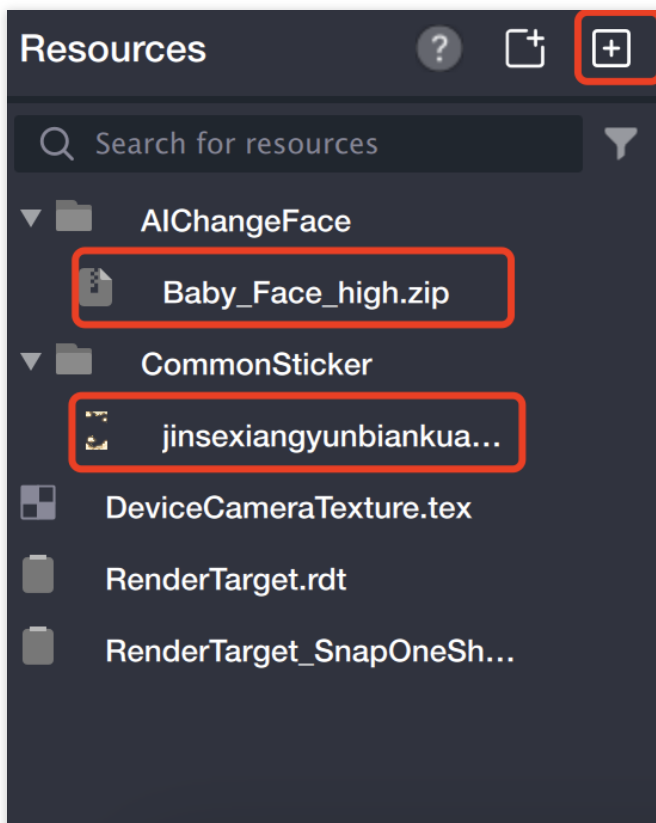 Resources
?
Search for resources
AIChangeFace
Baby_Face_high.zip
CommonSticker
jinsexiangyunbiankua...
DeviceCameraTexture.tex
RenderTarget.rdt
RenderTarget_SnapOneSh...